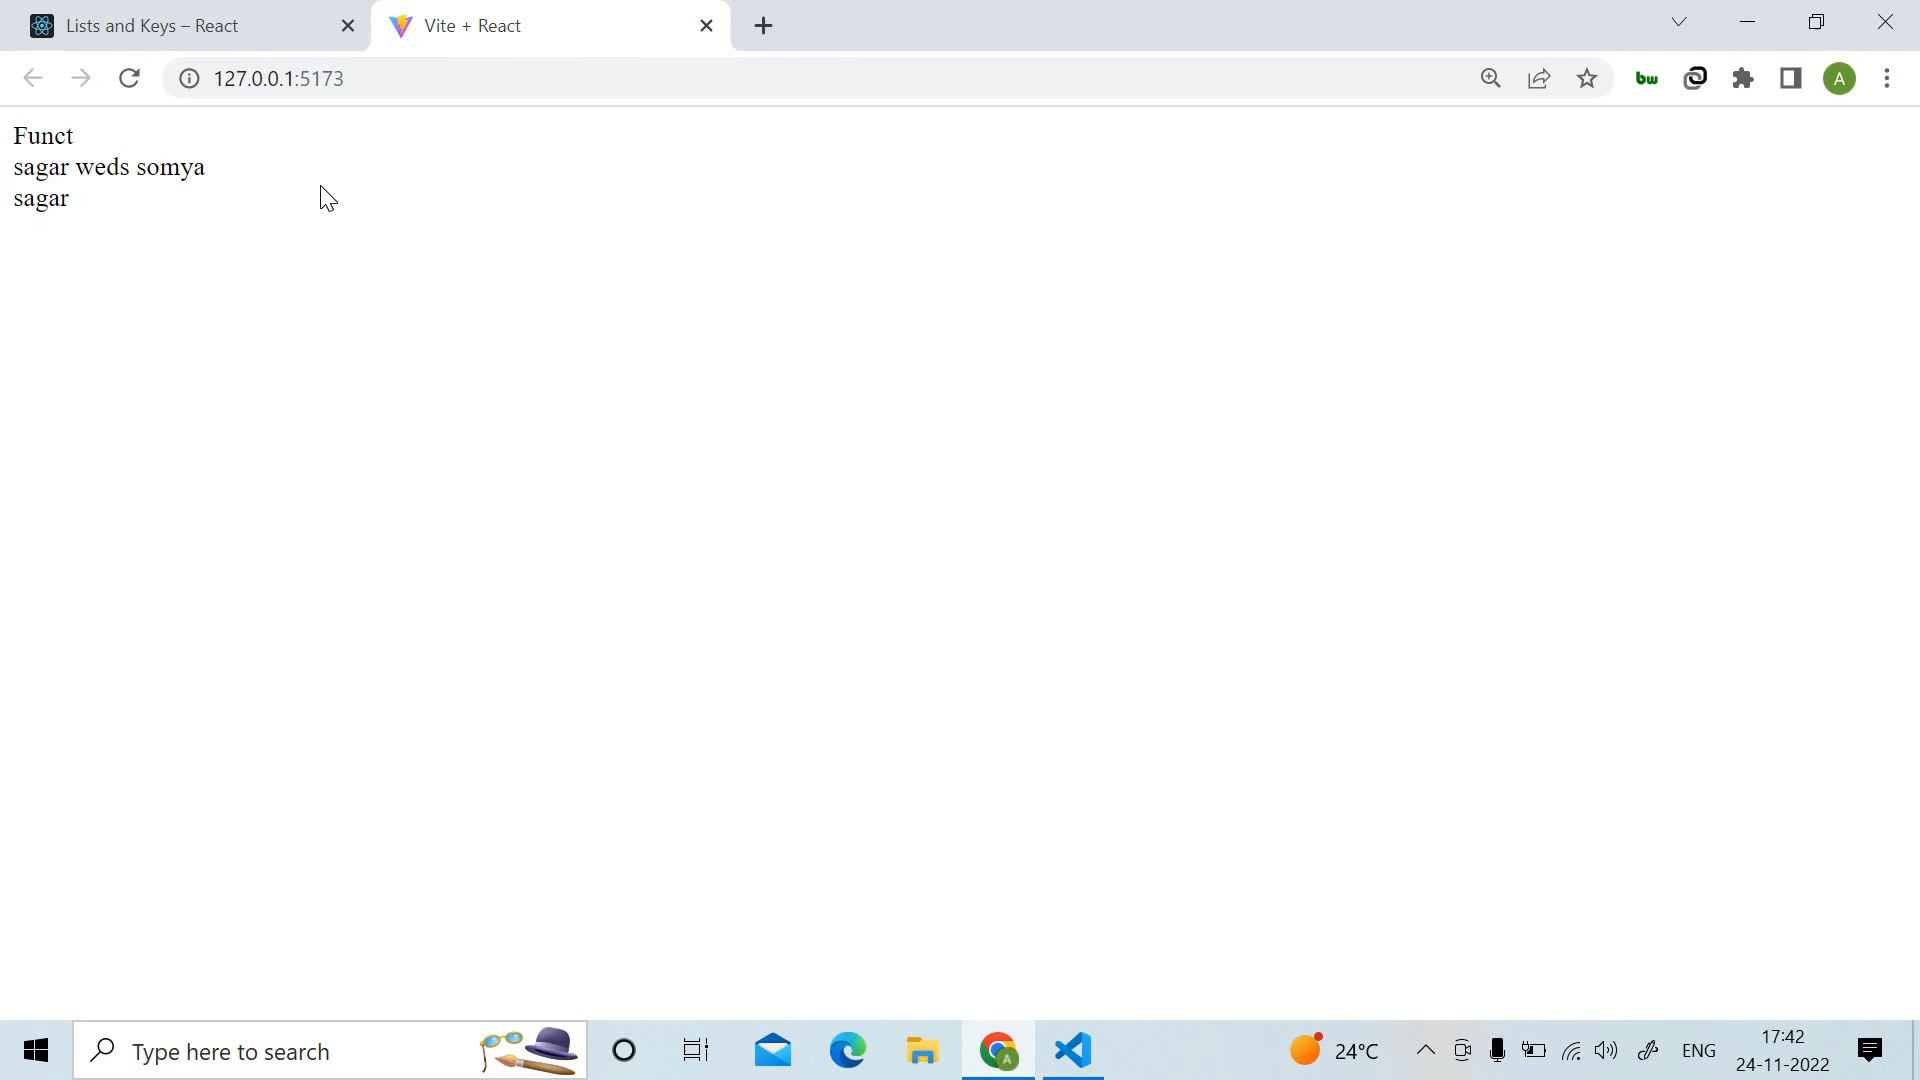 Lists and Keys – React
Vite + React
127.0.0.1:5173
bw
A
Funct
sagar weds somya
sagar
Type here to search
A
24°C
ENG
17:42
24-11-2022